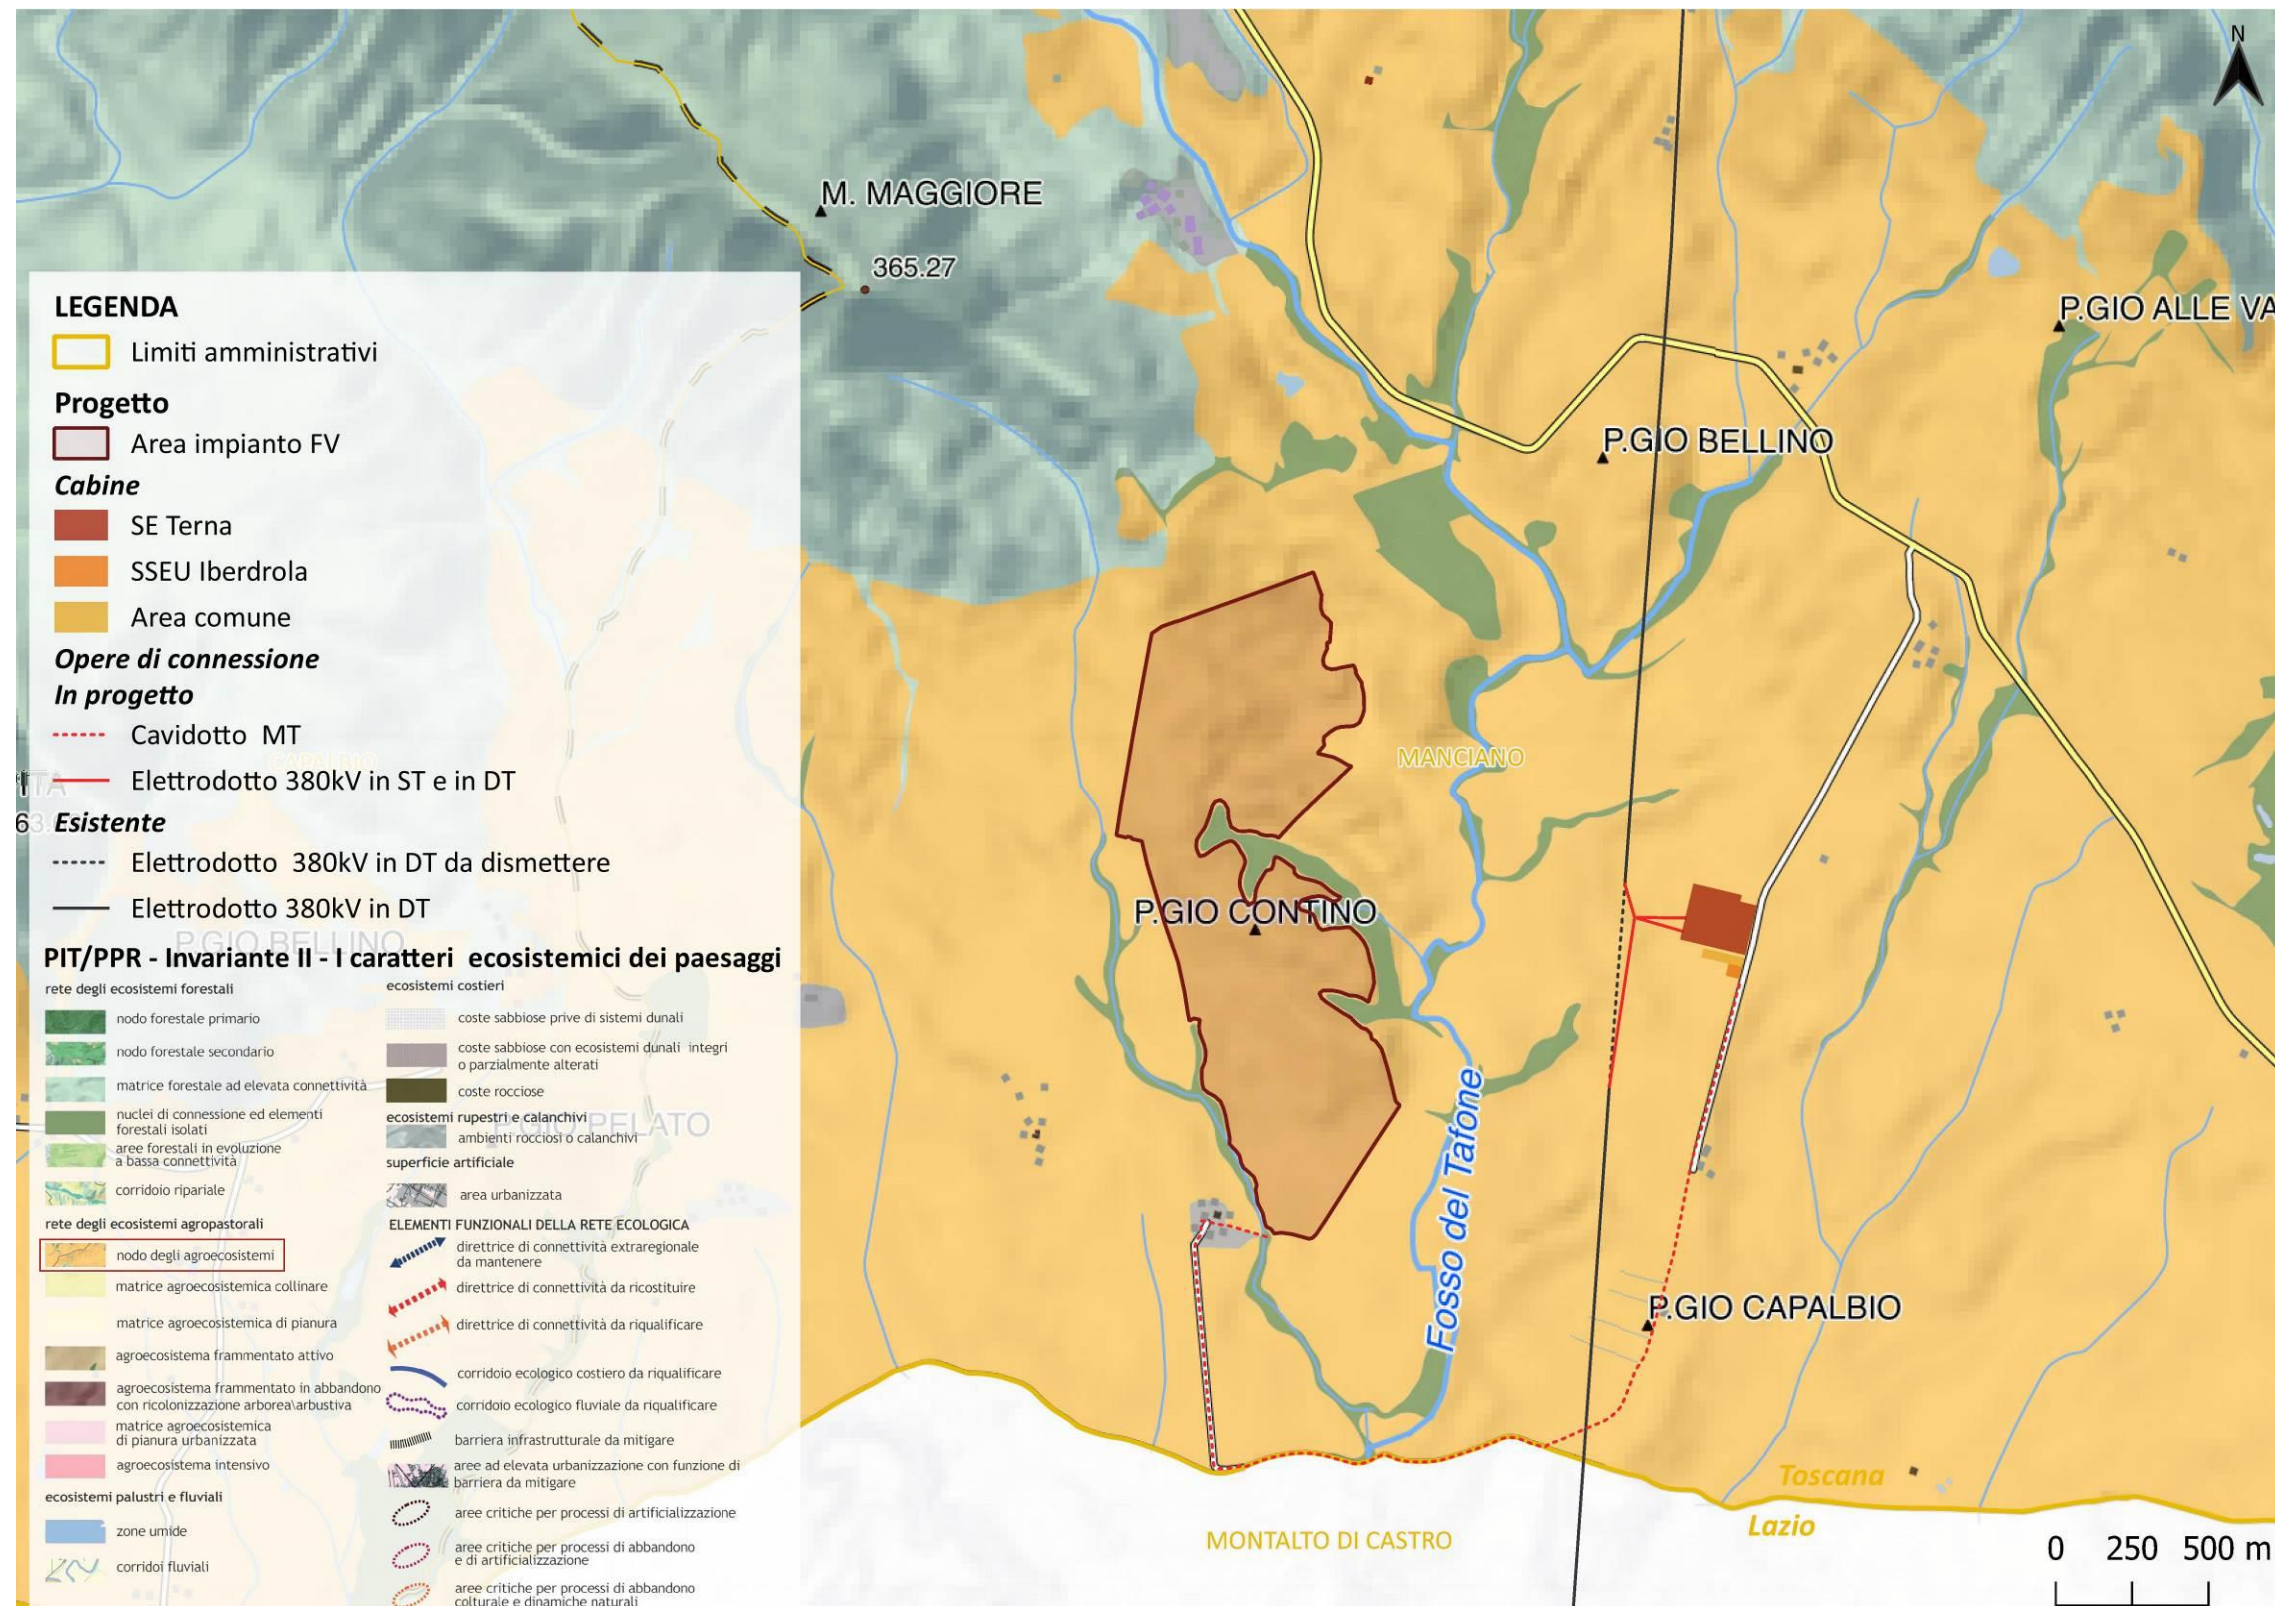 N
M. MAGGIORE
365.27
P.GIO ALLE VA
P.GIO BELLINO
MANCIANO
P.GIO CONTINO
Fosso del Tafone
P.GIO CAPALBIO
Toscana
Lazio
MONTALTO DI CASTRO
0 250 500 m
LEGENDA
Limiti amministrativi
Progetto
Area impianto FV
Cabine
SE Terna
SSEU Iberdrola
Area comune
Opere di connessione
In progetto
Cavidotto MT
CAPALBIO
Elettrodotto 380kV in ST e in DT
Esistente
Elettrodotto 380kV in DT da dismettere
Elettrodotto 380kV in DT
P.GIO BELLINO
PIT/PPR - Invariante II - I caratteri ecosistemici dei paesaggi
rete degli ecosistemi forestali
nodo forestale primario
nodo forestale secondario
matrice forestale ad elevata connettività
nuclei di connessione ed elementi
forestali isolati
aree forestali in evoluzione
a bassa connettività
corridoio ripariale
rete degli ecosistemi agropastorali
nodo degli agroecosistemi
matrice agroecosistemica collinare
matrice agroecosistemica di pianura
agroecosistema frammentato attivo
agroecosistema frammentato in abbandono
con ricolonizzazione arborea\arbustiva
matrice agroecosistemica
di pianura urbanizzata
agroecosistema intensivo
ecosistemi palustri e fluviali
zone umide
corridoi fluviali
ecosistemi costieri
coste sabbiose prive di sistemi dunali
coste sabbiose con ecosistemi dunali integri
o parzialmente alterati
coste rocciose
ecosistemi rupestri e calanchivi
P.GIO PELATO
ambienti rocciosi o calanchivi
superficie artificiale
area urbanizzata
ELEMENTI FUNZIONALI DELLA RETE ECOLOGICA
direttrice di connettività extraregionale
da mantenere
direttrice di connettività da ricostituire
direttrice di connettività da riqualificare
corridoio ecologico costiero da riqualificare
corridoio ecologico fluviale da riqualificare
barriera infrastrutturale da mitigare
aree ad elevata urbanizzazione con funzione di
barriera da mitigare
aree critiche per processi di artificializzazione
aree critiche per processi di abbandono
e di artificializzazione
aree critiche per processi di abbandono
colturale e dinamiche naturali